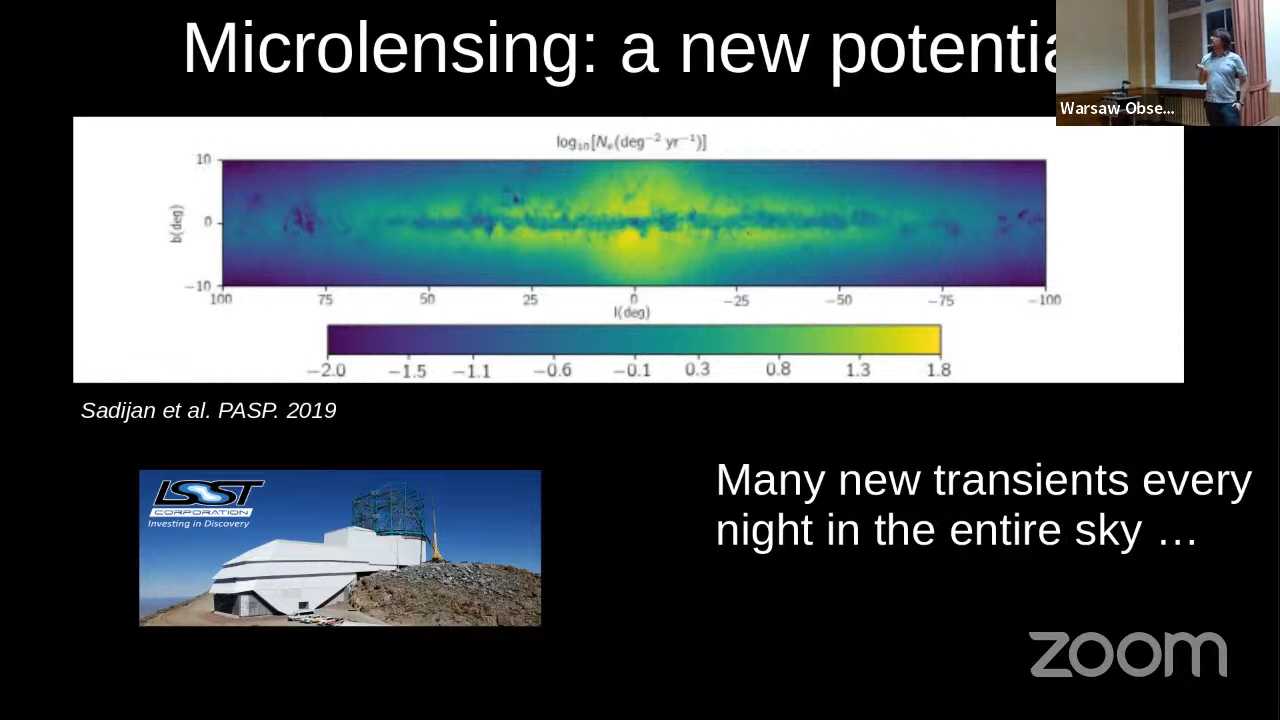 Microlensing: a new potentia
Warsaw Obse...
log₁₀[Nₑ(deg⁻² yr⁻¹)]
10
0
−10
b(deg)
100 75 50 25 0 −25 −50 −75 −100
l(deg)
−2.0 −1.5 −1.1 −0.6 −0.1 0.3 0.8 1.3 1.8
Sadijan et al. PASP. 2019
LSST
CORPORATION
Investing in Discovery
Many new transients every
night in the entire sky …
zoom